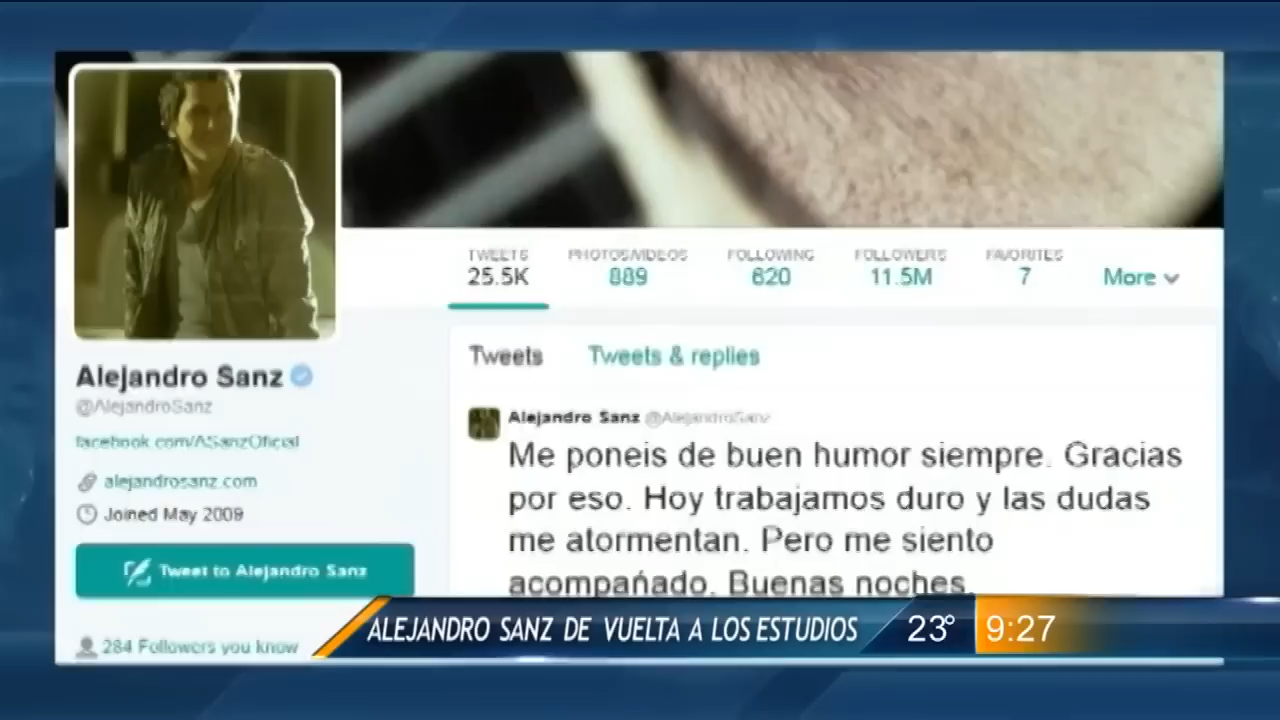 TWEETS PHOTOS/VIDEOS FOLLOWING FOLLOWERS FAVORITES
25.5K 889 620 11.5M 7 More
Tweets Tweets & replies
Alejandro Sanz
@AlejandroSanz
facebook.com/ASanzOficial
alejandrosanz.com
Joined May 2009
Tweet to Alejandro Sanz
284 Followers you know
Alejandro Sanz @AlejandroSanz
Me poneis de buen humor siempre. Gracias
por eso. Hoy trabajamos duro y las dudas
me atormentan. Pero me siento
acompañado. Buenas noches.
ALEJANDRO SANZ DE VUELTA A LOS ESTUDIOS 23° 9:27